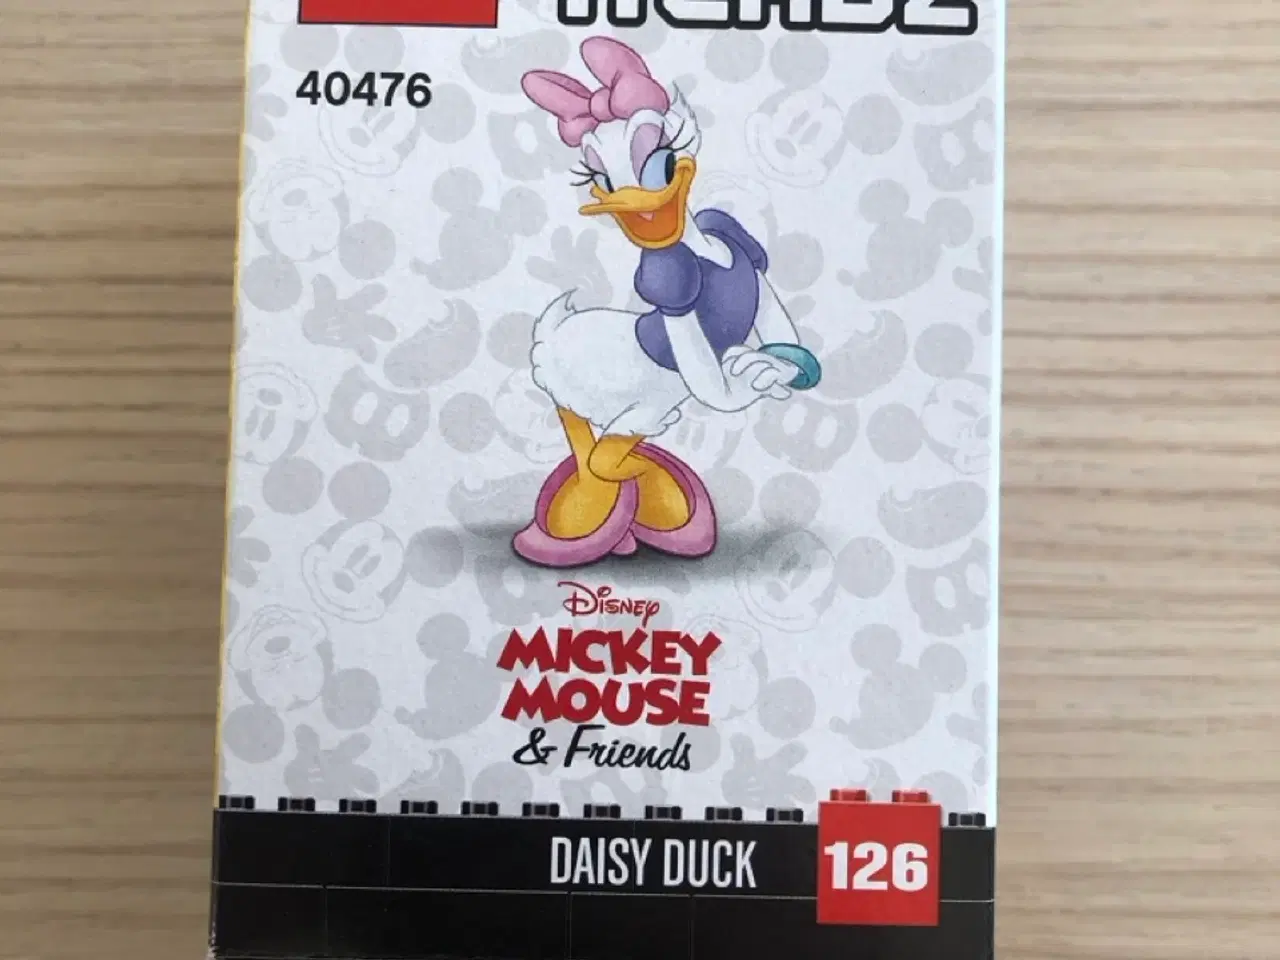 40476
Disney
MICKEY
MOUSE
& Friends
DAISY DUCK
126